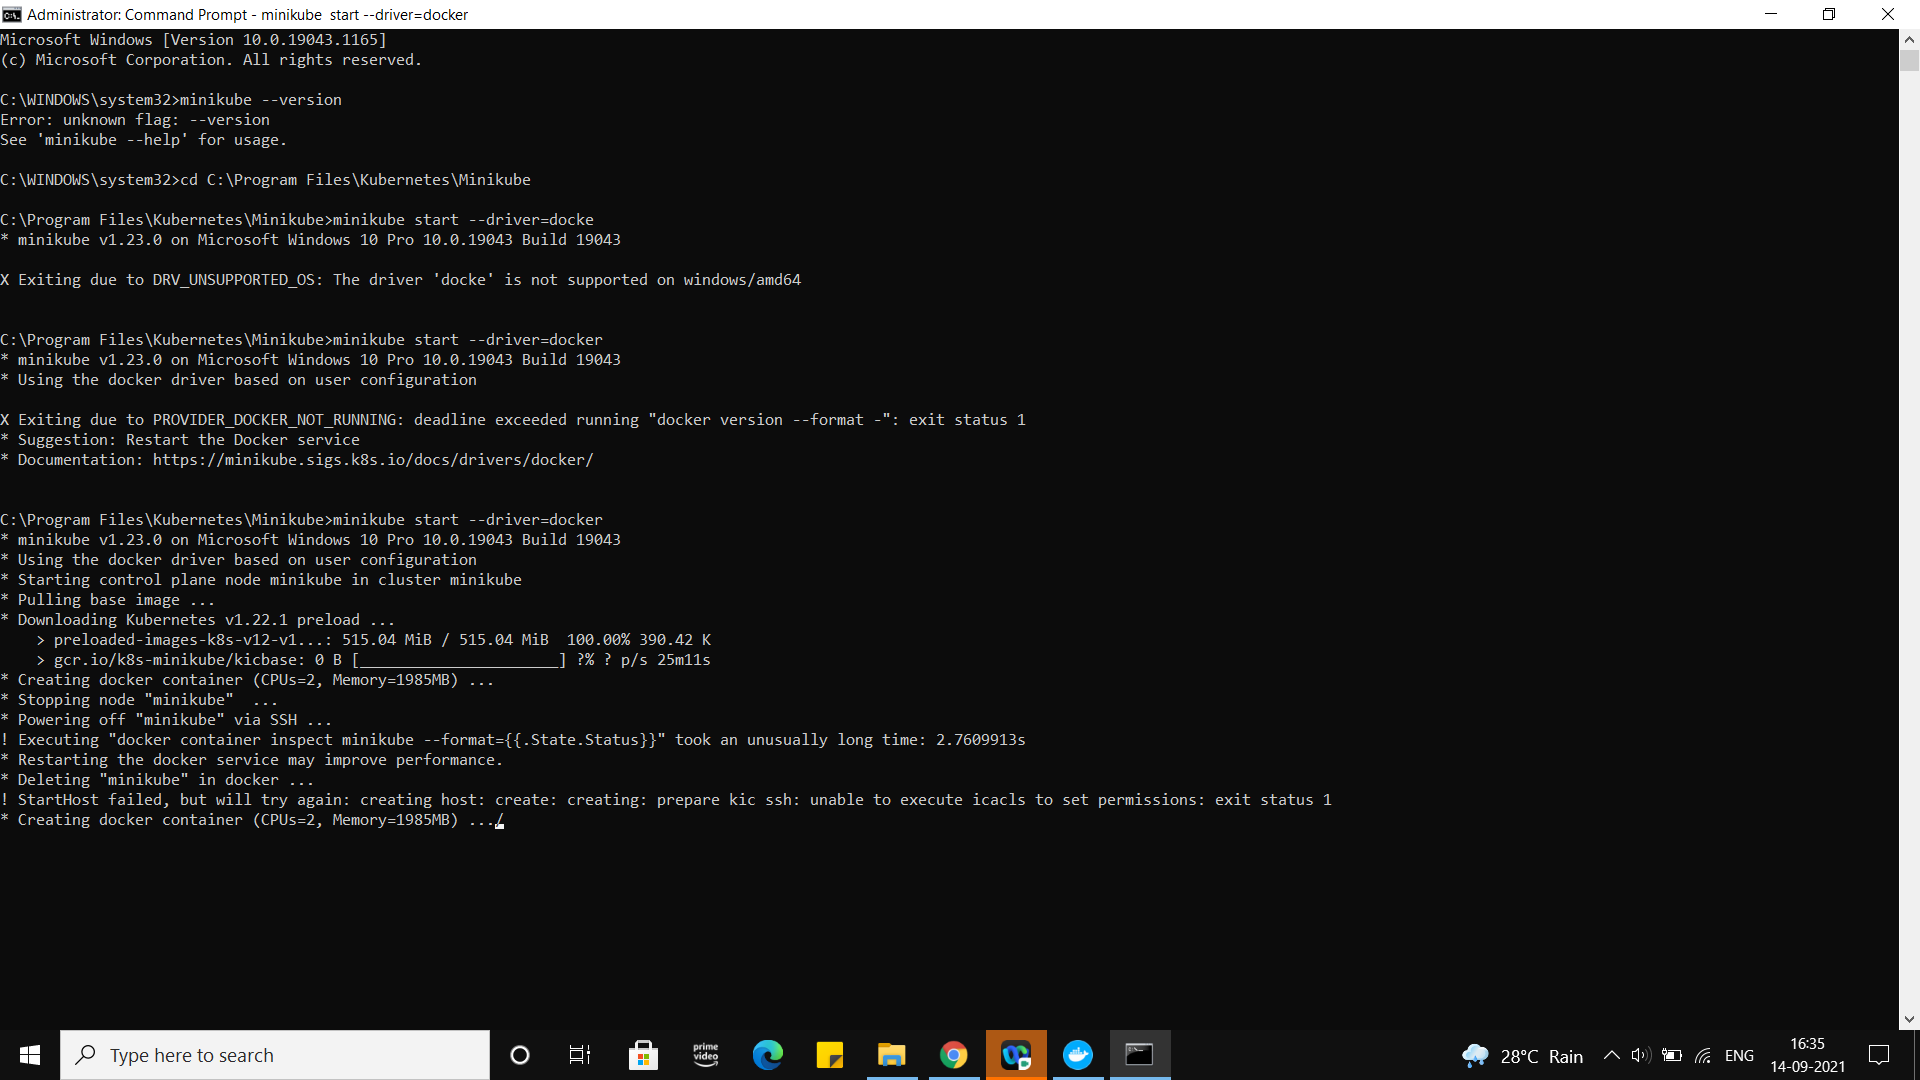 Administrator: Command Prompt - minikube  start --driver=docker
Microsoft Windows [Version 10.0.19043.1165]
(c) Microsoft Corporation. All rights reserved.
C:\WINDOWS\system32>minikube --version
Error: unknown flag: --version
See 'minikube --help' for usage.
C:\WINDOWS\system32>cd C:\Program Files\Kubernetes\Minikube
C:\Program Files\Kubernetes\Minikube>minikube start --driver=docke
* minikube v1.23.0 on Microsoft Windows 10 Pro 10.0.19043 Build 19043
X Exiting due to DRV_UNSUPPORTED_OS: The driver 'docke' is not supported on windows/amd64
C:\Program Files\Kubernetes\Minikube>minikube start --driver=docker
* minikube v1.23.0 on Microsoft Windows 10 Pro 10.0.19043 Build 19043
* Using the docker driver based on user configuration
X Exiting due to PROVIDER_DOCKER_NOT_RUNNING: deadline exceeded running "docker version --format -": exit status 1
* Suggestion: Restart the Docker service
* Documentation: https://minikube.sigs.k8s.io/docs/drivers/docker/
C:\Program Files\Kubernetes\Minikube>minikube start --driver=docker
* minikube v1.23.0 on Microsoft Windows 10 Pro 10.0.19043 Build 19043
* Using the docker driver based on user configuration
* Starting control plane node minikube in cluster minikube
* Pulling base image ...
* Downloading Kubernetes v1.22.1 preload ...
    > preloaded-images-k8s-v12-v1...: 515.04 MiB / 515.04 MiB  100.00% 390.42 K
    > gcr.io/k8s-minikube/kicbase: 0 B [______________________] ?% ? p/s 25m11s
* Creating docker container (CPUs=2, Memory=1985MB) ...
* Stopping node "minikube"  ...
* Powering off "minikube" via SSH ...
! Executing "docker container inspect minikube --format={{.State.Status}}" took an unusually long time: 2.7609913s
* Restarting the docker service may improve performance.
* Deleting "minikube" in docker ...
! StartHost failed, but will try again: creating host: create: creating: prepare kic ssh: unable to execute icacls to set permissions: exit status 1
* Creating docker container (CPUs=2, Memory=1985MB) .../
Type here to search
prime
video
28°C  Rain
ENG
16:35
14-09-2021